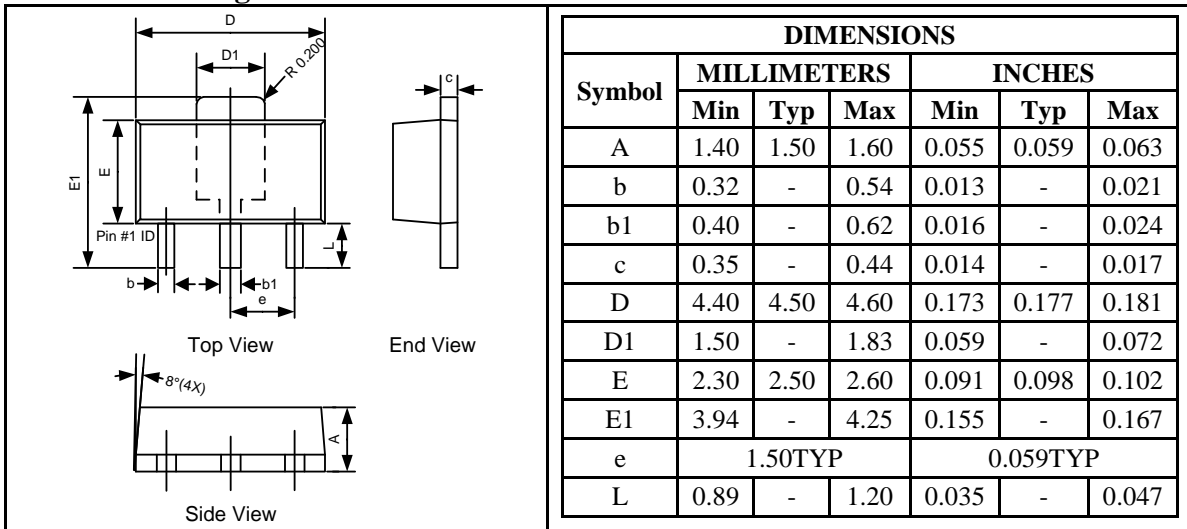 D
D1
R 0.200
c
E1
E
Pin #1 ID
L
b
b1
e
Top View
End View
8°(4X)
A
Side View
DIMENSIONS
Symbol MILLIMETERS INCHES
Min Typ Max Min Typ Max
A 1.40 1.50 1.60 0.055 0.059 0.063
b 0.32 - 0.54 0.013 - 0.021
b1 0.40 - 0.62 0.016 - 0.024
c 0.35 - 0.44 0.014 - 0.017
D 4.40 4.50 4.60 0.173 0.177 0.181
D1 1.50 - 1.83 0.059 - 0.072
E 2.30 2.50 2.60 0.091 0.098 0.102
E1 3.94 - 4.25 0.155 - 0.167
e 1.50TYP 0.059TYP
L 0.89 - 1.20 0.035 - 0.047